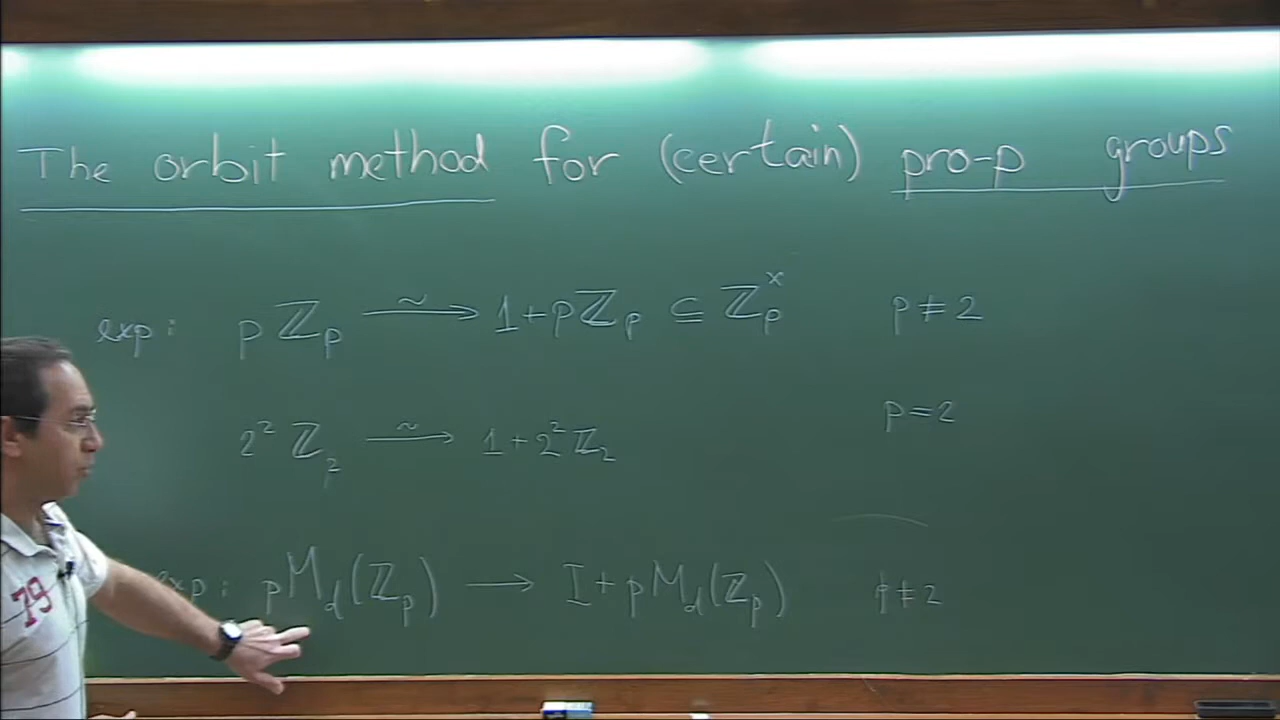 The orbit method for (certain) pro-p groups
exp: pℤ_p →~ 1+pℤ_p ⊆ ℤ_p^× p≠2
2²ℤ_2 →~ 1+2²ℤ_2 p=2
exp: pM_d(ℤ_p) → I+pM_d(ℤ_p) p≠2
79